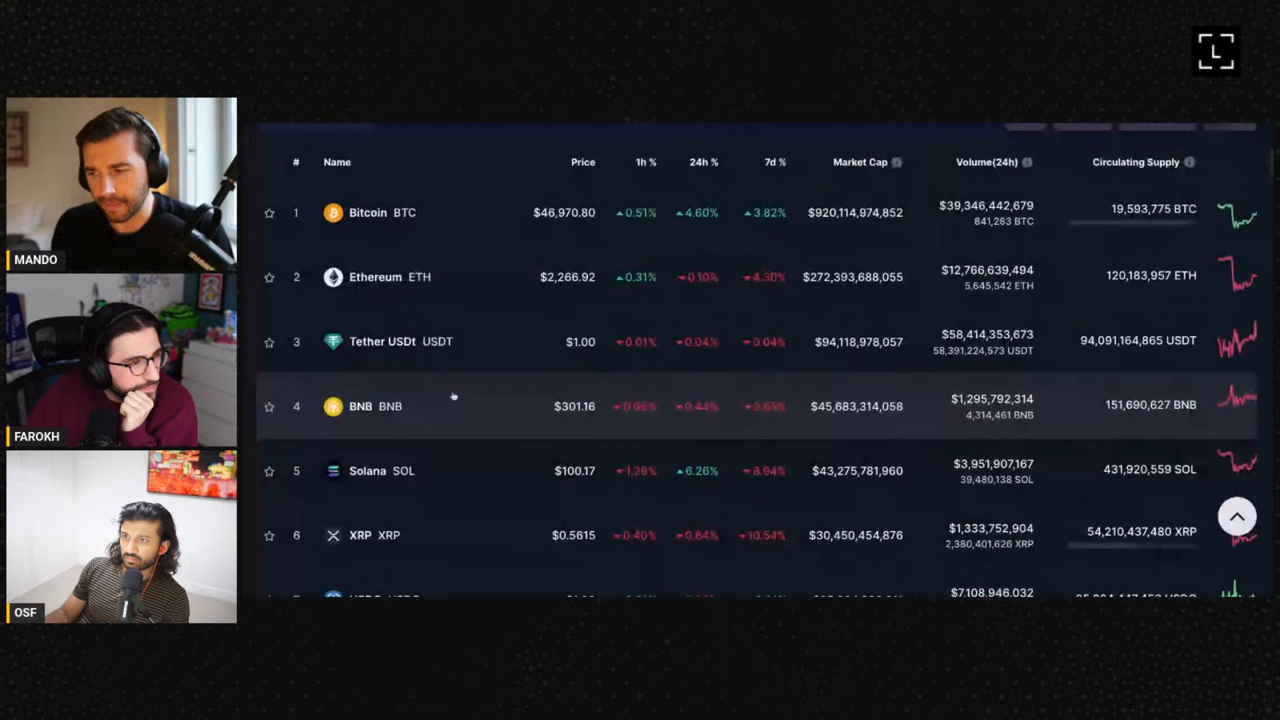 L
MANDO
FAROKH
OSF
# Name Price 1h % 24h % 7d % Market Cap Volume(24h) Circulating Supply
1 Bitcoin BTC $46,970.80 0.51% 4.60% 3.82% $920,114,974,852 $39,346,442,679 19,593,775 BTC
841,283 BTC
2 Ethereum ETH $2,266.92 0.31% 0.10% 4.30% $272,393,688,055 $12,766,639,494 120,183,957 ETH
5,645,542 ETH
3 Tether USDt USDT $1.00 0.01% 0.04% 0.04% $94,118,978,057 $58,414,353,673 94,091,164,865 USDT
58,391,224,573 USDT
4 BNB BNB $301.16 0.44% $45,683,314,058 $1,295,792,314 151,690,627 BNB
4,314,461 BNB
5 Solana SOL $100.17 1.29% 6.26% 8.94% $43,275,781,960 $3,951,907,167 431,920,559 SOL
39,480,138 SOL
6 XRP XRP $0.5615 0.40% 0.84% 10.54% $30,450,454,876 $1,333,752,904 54,210,437,480 XRP
2,380,401,626 XRP
$7,108,946,032